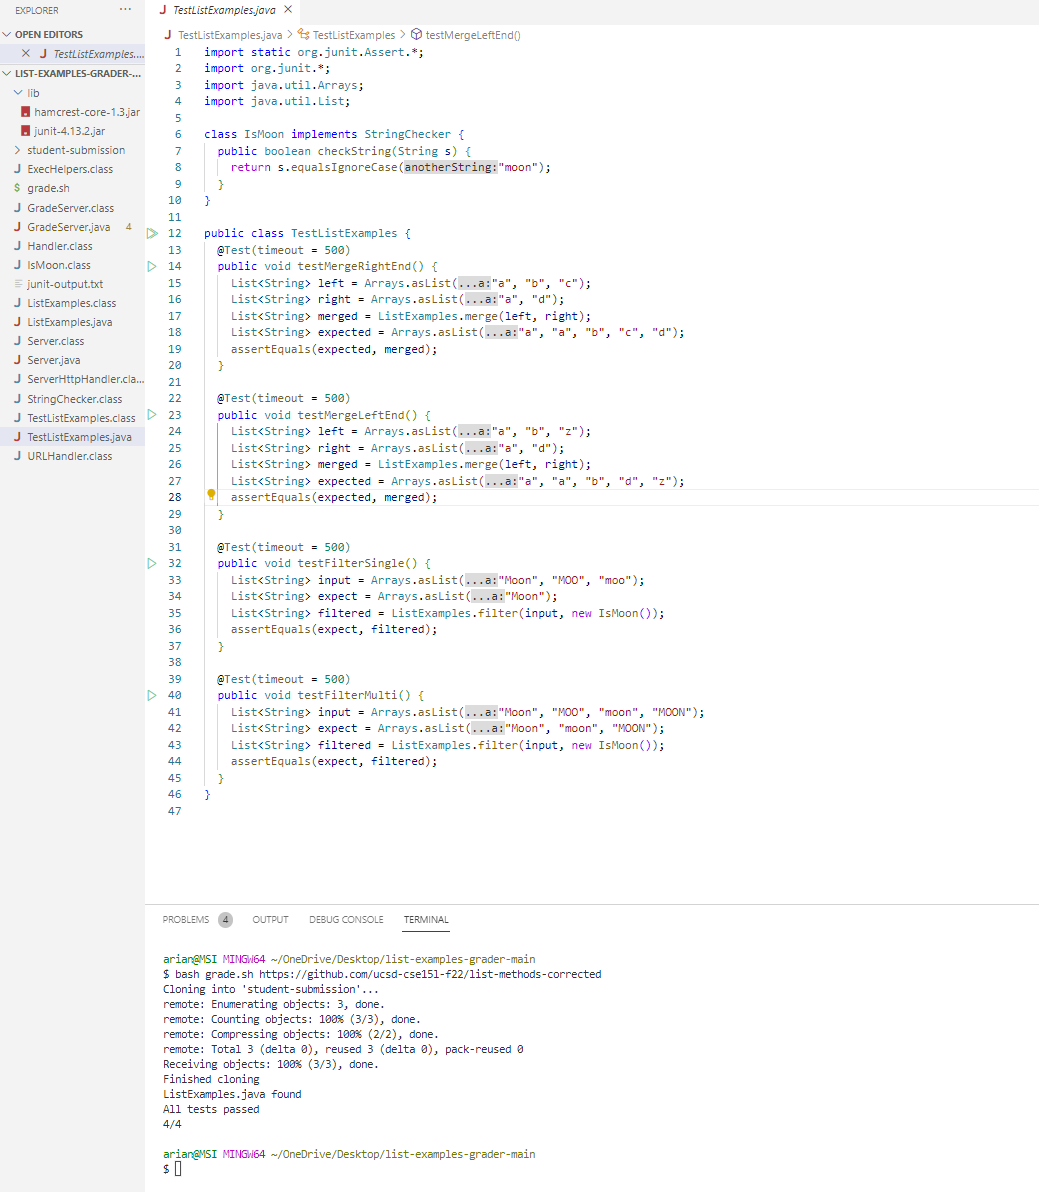 EXPLORER ···
OPEN EDITORS
TestListExamples....
LIST-EXAMPLES-GRADER-...
lib
hamcrest-core-1.3.jar
junit-4.13.2.jar
student-submission
ExecHelpers.class
grade.sh
GradeServer.class
GradeServer.java 4
Handler.class
IsMoon.class
junit-output.txt
ListExamples.class
ListExamples.java
Server.class
Server.java
ServerHttpHandler.cla...
StringChecker.class
TestListExamples.class
TestListExamples.java
URLHandler.class
TestListExamples.java
TestListExamples.java > TestListExamples > testMergeLeftEnd()
1 import static org.junit.Assert.*;
2 import org.junit.*;
3 import java.util.Arrays;
4 import java.util.List;
5
6 class IsMoon implements StringChecker {
7 public boolean checkString(String s) {
8 return s.equalsIgnoreCase(anotherString:"moon");
9 }
10 }
11
12 public class TestListExamples {
13 @Test(timeout = 500)
14 public void testMergeRightEnd() {
15 List<String> left = Arrays.asList(...a:"a", "b", "c");
16 List<String> right = Arrays.asList(...a:"a", "d");
17 List<String> merged = ListExamples.merge(left, right);
18 List<String> expected = Arrays.asList(...a:"a", "a", "b", "c", "d");
19 assertEquals(expected, merged);
20 }
21
22 @Test(timeout = 500)
23 public void testMergeLeftEnd() {
24 List<String> left = Arrays.asList(...a:"a", "b", "z");
25 List<String> right = Arrays.asList(...a:"a", "d");
26 List<String> merged = ListExamples.merge(left, right);
27 List<String> expected = Arrays.asList(...a:"a", "a", "b", "d", "z");
28 assertEquals(expected, merged);
29 }
30
31 @Test(timeout = 500)
32 public void testFilterSingle() {
33 List<String> input = Arrays.asList(...a:"Moon", "MOO", "moo");
34 List<String> expect = Arrays.asList(...a:"Moon");
35 List<String> filtered = ListExamples.filter(input, new IsMoon());
36 assertEquals(expect, filtered);
37 }
38
39 @Test(timeout = 500)
40 public void testFilterMulti() {
41 List<String> input = Arrays.asList(...a:"Moon", "MOO", "moon", "MOON");
42 List<String> expect = Arrays.asList(...a:"Moon", "moon", "MOON");
43 List<String> filtered = ListExamples.filter(input, new IsMoon());
44 assertEquals(expect, filtered);
45 }
46 }
47
PROBLEMS 4 OUTPUT DEBUG CONSOLE TERMINAL
arian@MSI MINGW64 ~/OneDrive/Desktop/list-examples-grader-main
$ bash grade.sh https://github.com/ucsd-cse15l-f22/list-methods-corrected
Cloning into 'student-submission'...
remote: Enumerating objects: 3, done.
remote: Counting objects: 100% (3/3), done.
remote: Compressing objects: 100% (2/2), done.
remote: Total 3 (delta 0), reused 3 (delta 0), pack-reused 0
Receiving objects: 100% (3/3), done.
Finished cloning
ListExamples.java found
All tests passed
4/4
arian@MSI MINGW64 ~/OneDrive/Desktop/list-examples-grader-main
$